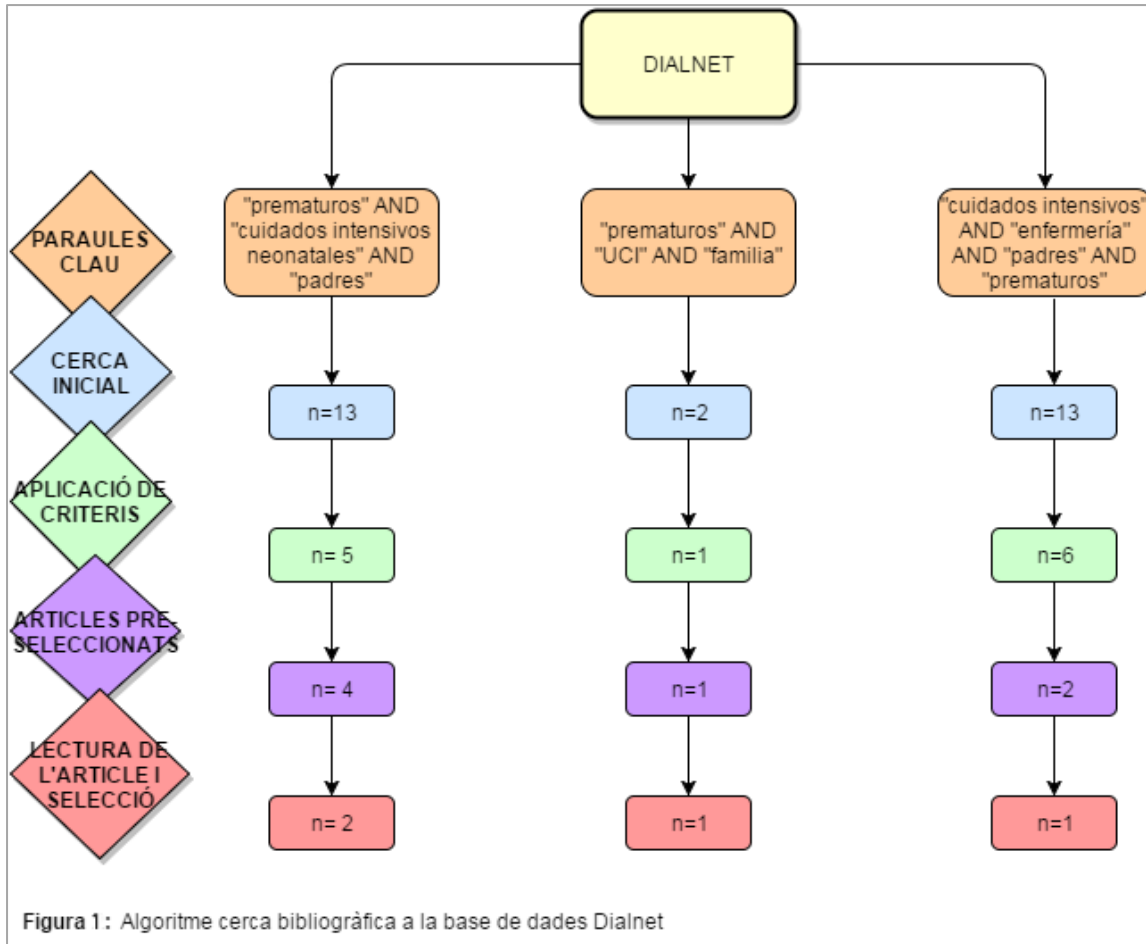 DIALNET
PARAULES
CLAU
"prematuros" AND
"cuidados intensivos
neonatales" AND
"padres"
"prematuros" AND
"UCI" AND "familia"
"cuidados intensivos"
AND "enfermería"
AND "padres" AND
"prematuros"
CERCA
INICIAL
n=13
n=2
n=13
APLICACIÓ DE
CRITERIS
n= 5
n=1
n=6
ARTICLES PRE-
SELECCIONATS
n= 4
n=1
n=2
LECTURA DE
L'ARTICLE I
SELECCIÓ
n= 2
n=1
n=1
Figura 1: Algoritme cerca bibliogràfica a la base de dades Dialnet